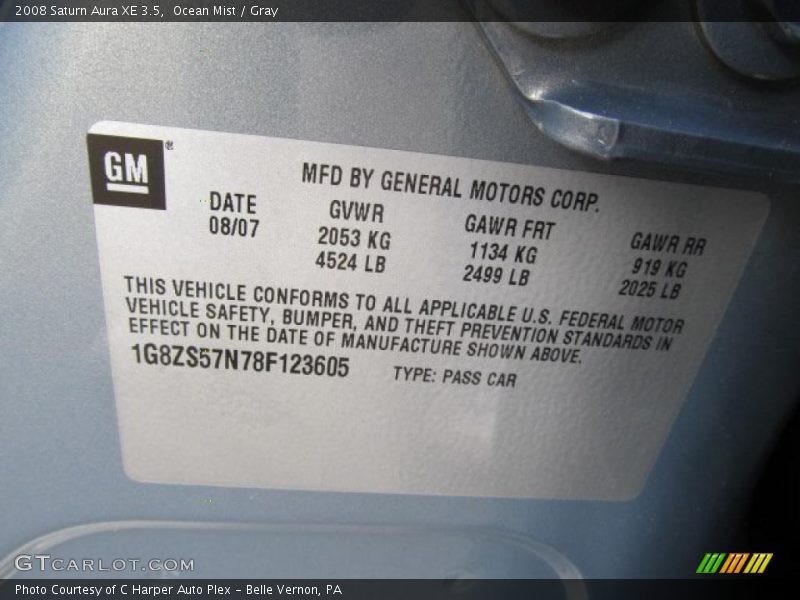 2008 Saturn Aura XE 3.5, Ocean Mist / Gray
GM®
MFD BY GENERAL MOTORS CORP.
DATE GVWR GAWR FRT GAWR RR
08/07 2053 KG 1134 KG 919 KG
4524 LB 2499 LB 2025 LB
THIS VEHICLE CONFORMS TO ALL APPLICABLE U.S. FEDERAL MOTOR
VEHICLE SAFETY, BUMPER, AND THEFT PREVENTION STANDARDS IN
EFFECT ON THE DATE OF MANUFACTURE SHOWN ABOVE.
1G8ZS57N78F123605 TYPE: PASS CAR
GTCARLOT.COM
Photo Courtesy of C Harper Auto Plex - Belle Vernon, PA